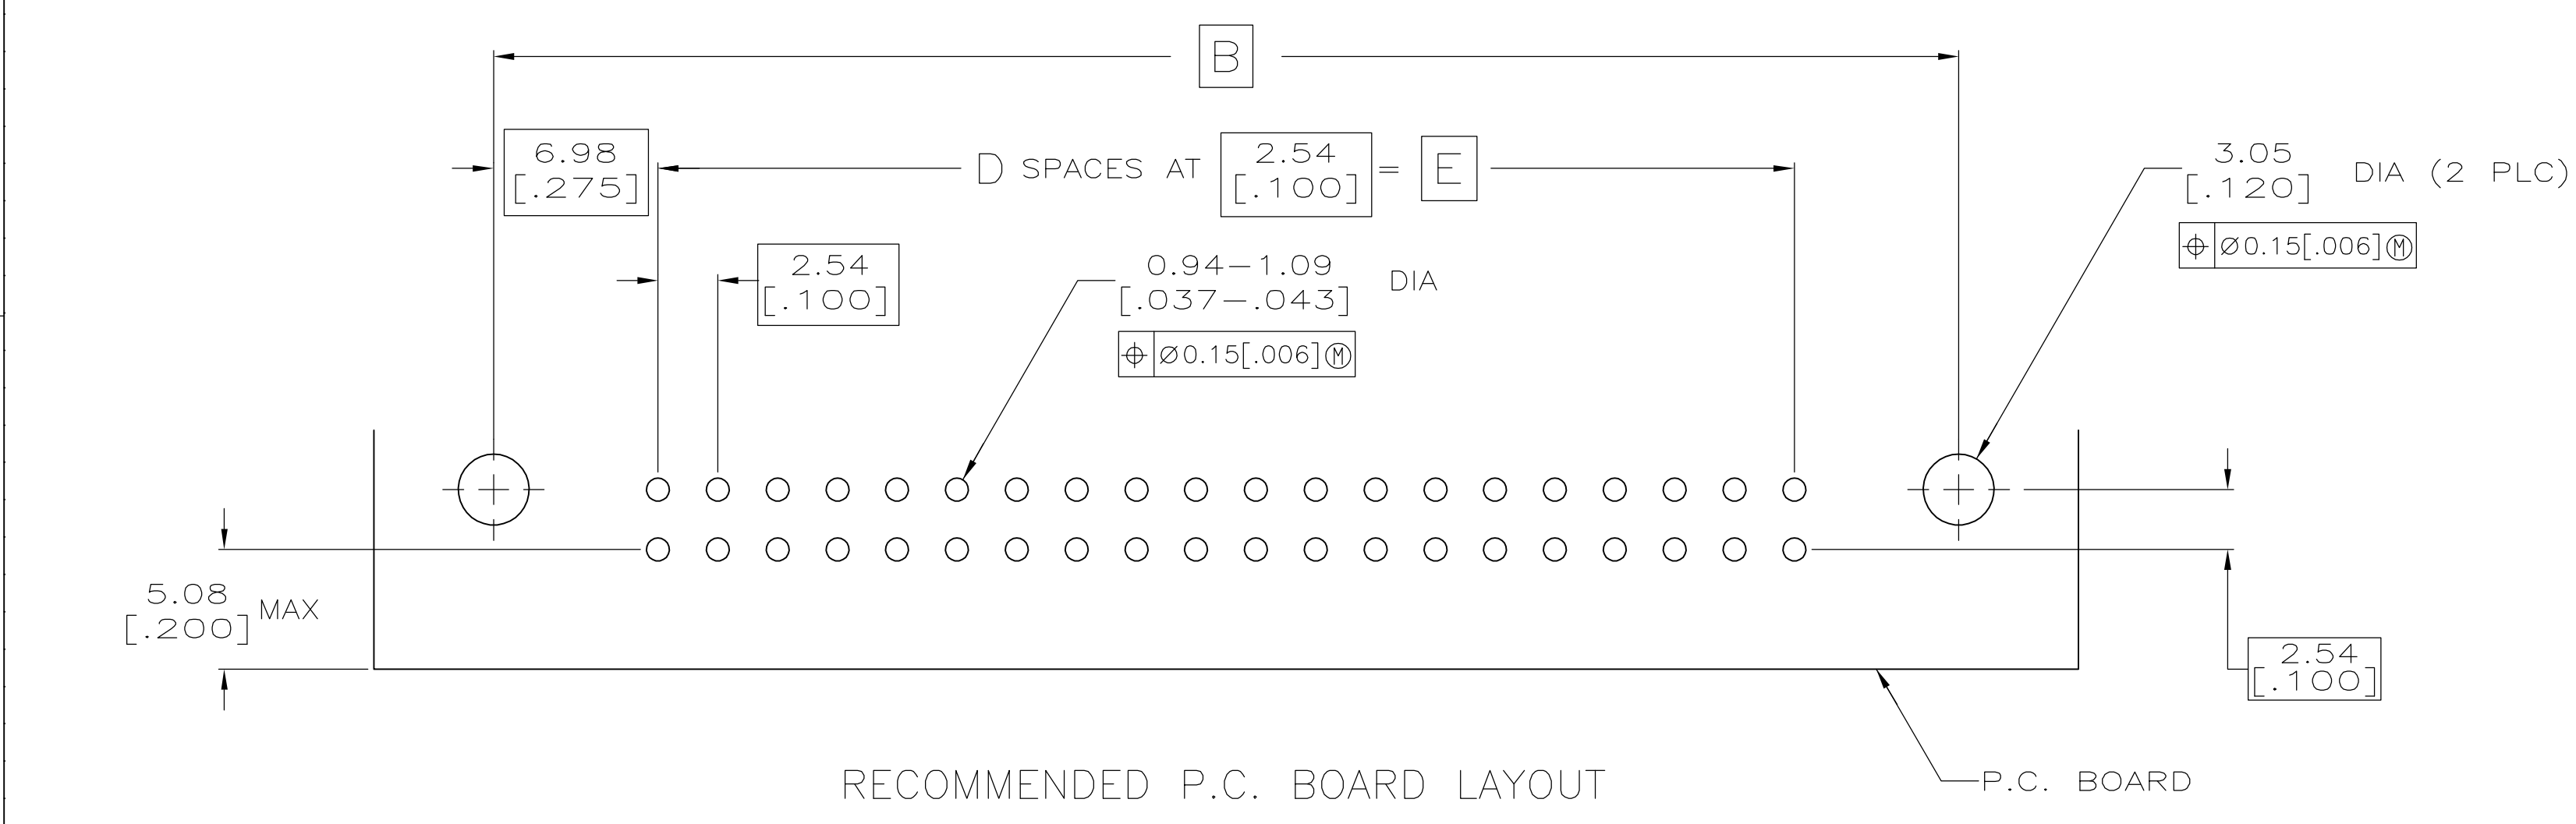 B
6.98
[.275]
D SPACES AT
2.54
[.100]
= E
3.05
[.120]
DIA (2 PLC)
⌖ ⌀0.15[.006]Ⓜ
2.54
[.100]
0.94-1.09
[.037-.043]
DIA
⌖ ⌀0.15[.006]Ⓜ
5.08
[.200]
MAX
2.54
[.100]
RECOMMENDED P.C. BOARD LAYOUT
P.C. BOARD